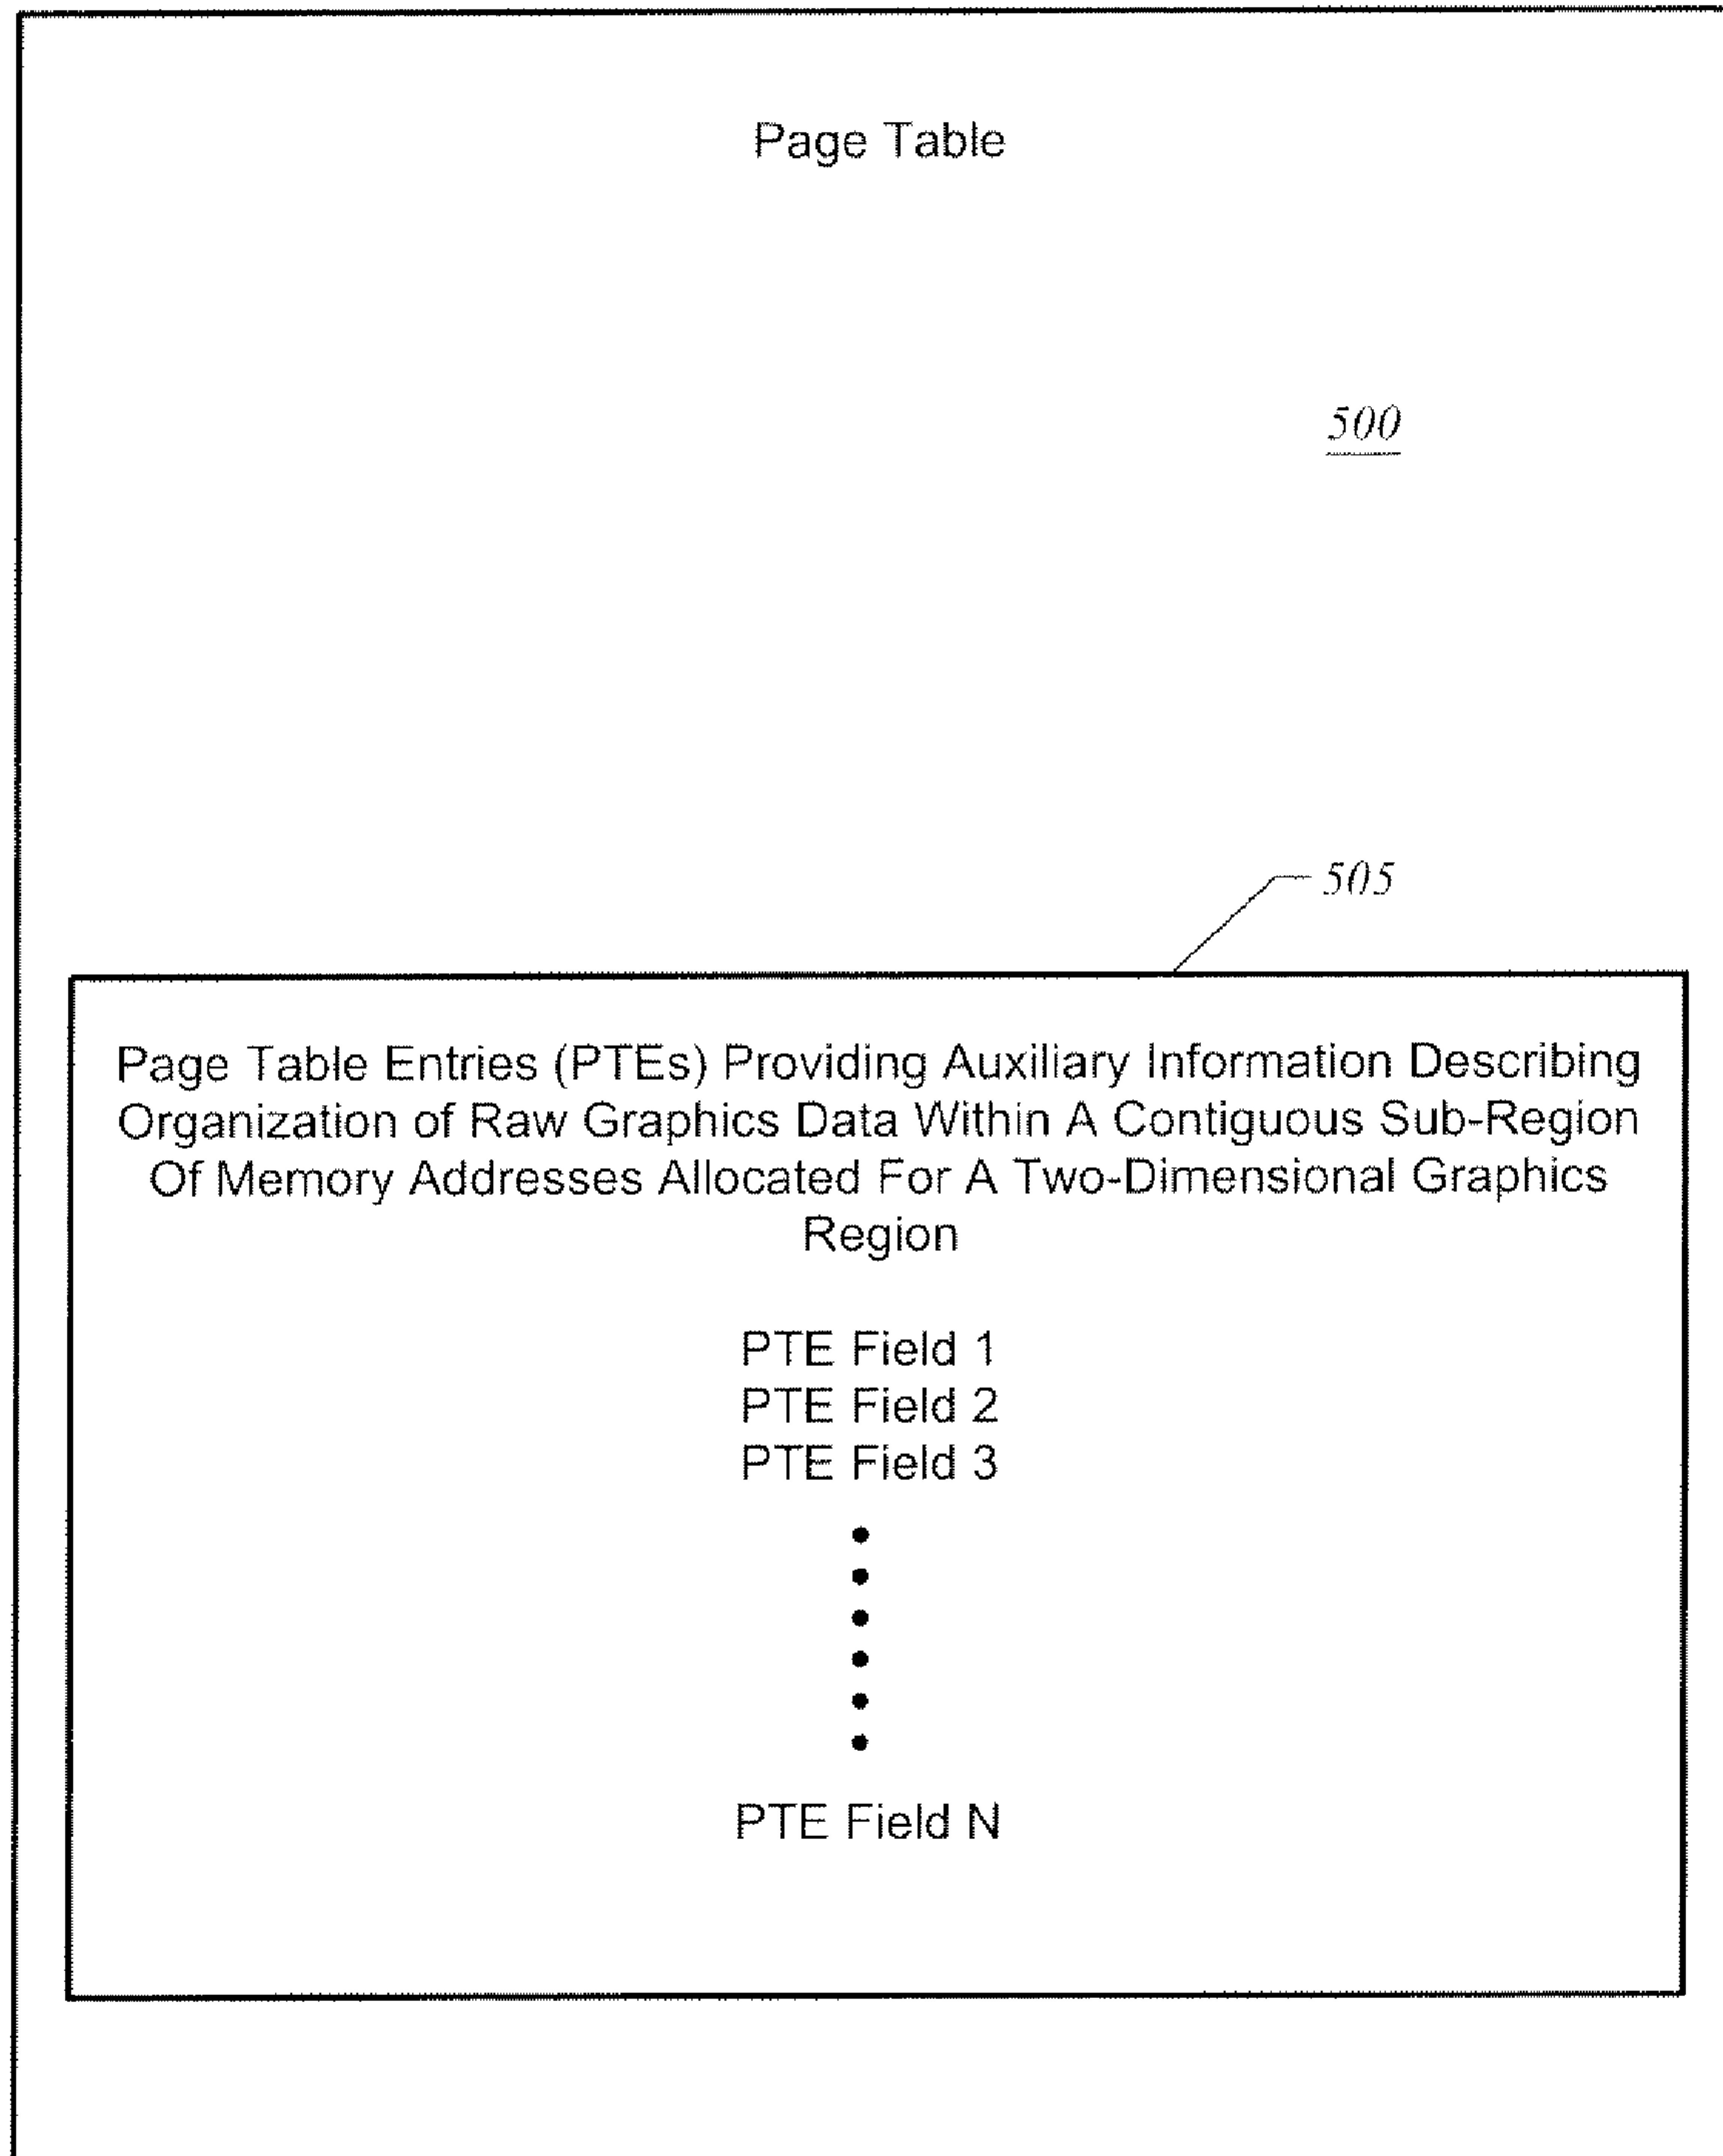 Page Table
500
505
Page Table Entries (PTEs) Providing Auxiliary Information Describing
Organization of Raw Graphics Data Within A Contiguous Sub-Region
Of Memory Addresses Allocated For A Two-Dimensional Graphics
Region
PTE Field 1
PTE Field 2
PTE Field 3
PTE Field N